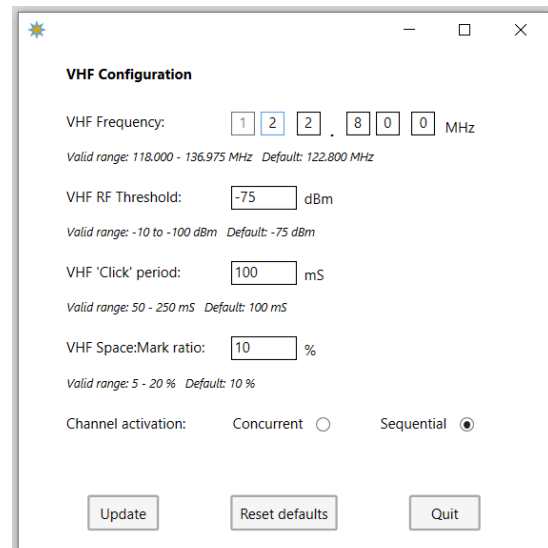 VHF Configuration
VHF Frequency: 1 2 2 . 8 0 0 MHz
Valid range: 118.000 - 136.975 MHz Default: 122.800 MHz
VHF RF Threshold: -75 dBm
Valid range: -10 to -100 dBm Default: -75 dBm
VHF 'Click' period: 100 mS
Valid range: 50 - 250 mS Default: 100 mS
VHF Space:Mark ratio: 10 %
Valid range: 5 - 20 % Default: 10 %
Channel activation: Concurrent Sequential
Update Reset defaults Quit